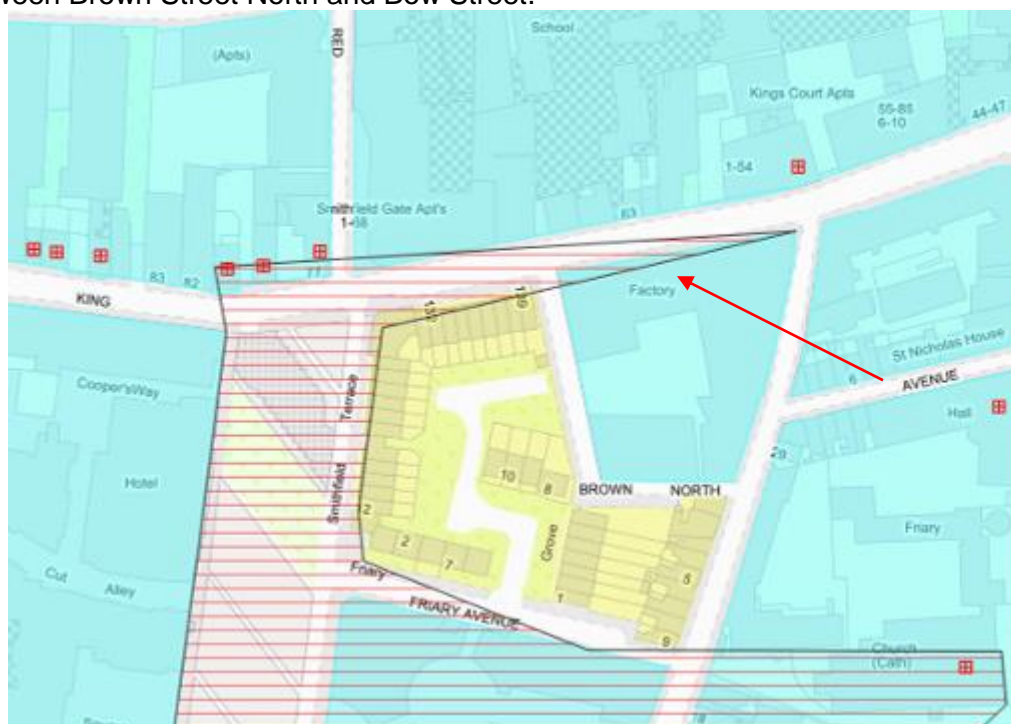 ween Brown Street North and Bow Street.
School
RED
(Apts)
Kings Court Apts
55-85
6-10
44-47
1-54
Smithfield Gate Apt's
1-68
63
77
83
82
KING
Factory
St Nicholas House
AVENUE
6
Hall
Cooper'sWay
Terrace
Smithfield
Hotel
10
8
BROWN
NORTH
29
2
2
7
Grove
Friary
5
Friary
Cut
Alley
FRIARY AVENUE
1
9
Church
(Cath)